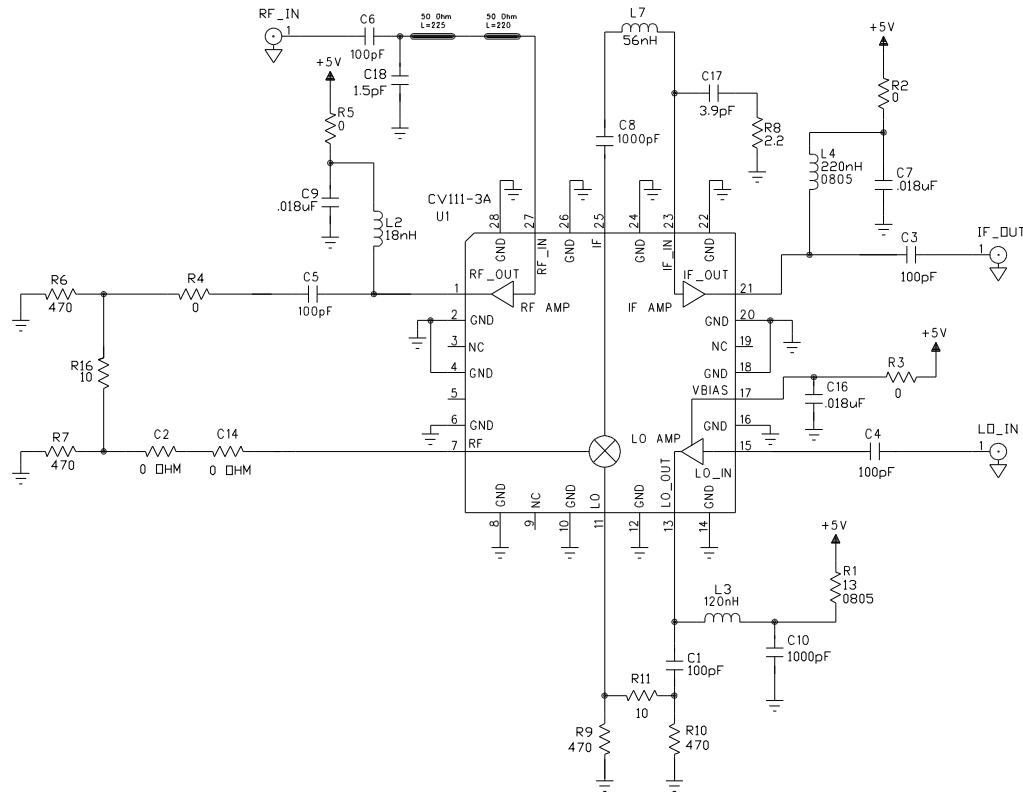 RF_IN
1
C6
100pF
50 Ohm
L=225
50 Ohm
L=220
C18
1.5pF
+5V
R5
0
C9
.018uF
L2
18nH
L7
56nH
C17
3.9pF
R8
2.2
C8
1000pF
+5V
R2
0
L4
220nH
0805
C7
.018uF
IF_OUT
1
C3
100pF
CV111-3A
U1
28
27
26
25
24
23
22
GND
RF_IN
GND
IF
GND
IF_IN
GND
RF_OUT
RF AMP
IF_OUT
IF AMP
1
2
GND
3
NC
4
GND
5
6
GND
7
RF
21
GND
20
NC
19
GND
18
VBIAS
17
GND
16
15
LO AMP
LO_IN
LO_OUT
R6
470
R4
0
C5
100pF
R16
10
R7
470
C2
0 OHM
C14
0 OHM
C16
.018uF
R3
0
+5V
C4
100pF
LO_IN
1
GND
NC
GND
LO
GND
GND
8
9
10
11
12
13
14
+5V
R1
13
0805
L3
120nH
C10
1000pF
C1
100pF
R11
10
R9
470
R10
470